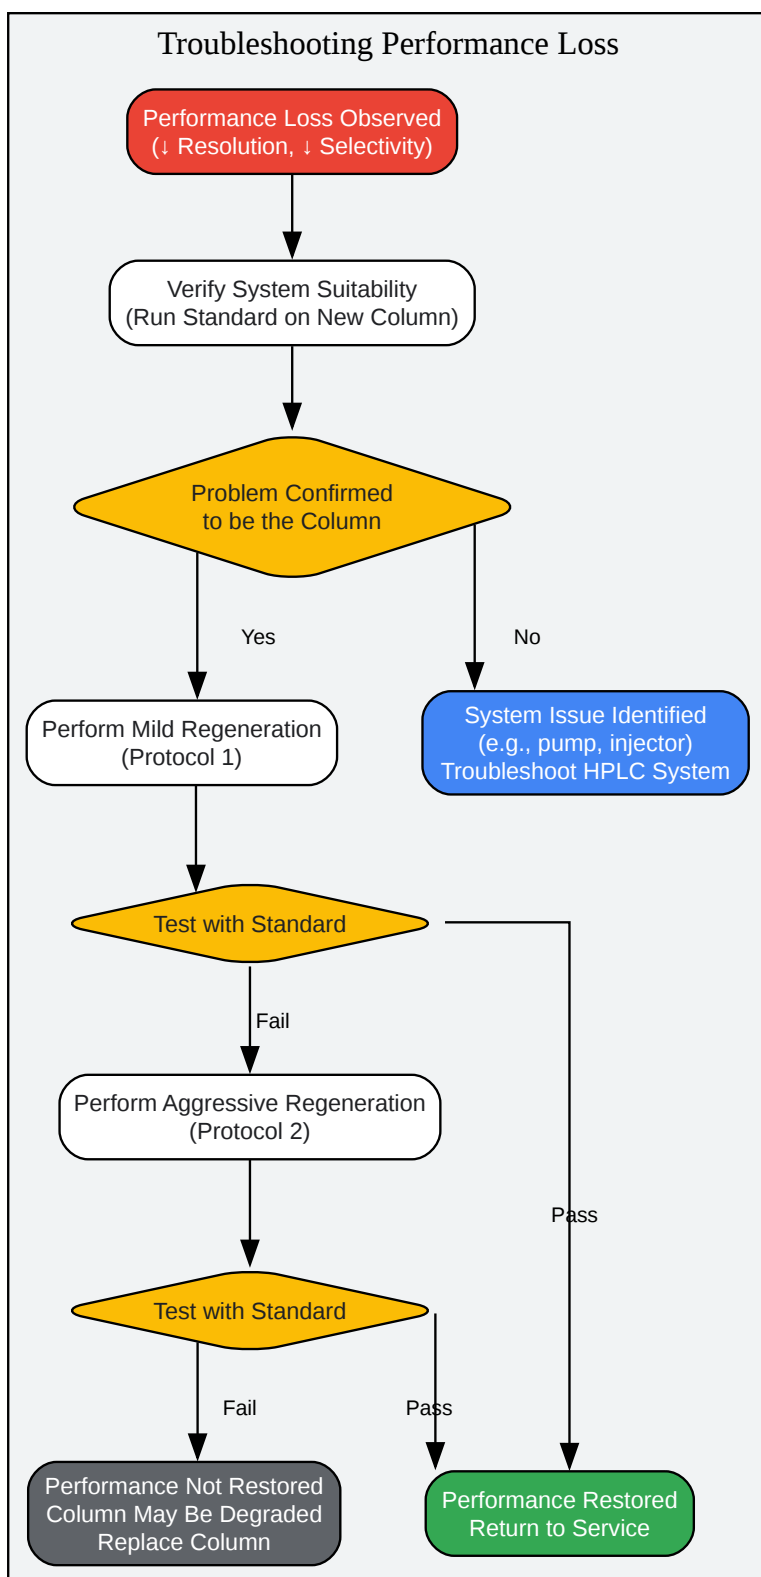 Troubleshooting Performance Loss
Performance Loss Observed
(↓ Resolution, ↓ Selectivity)
Verify System Suitability
(Run Standard on New Column)
Problem Confirmed
to be the Column
Yes
No
Perform Mild Regeneration
(Protocol 1)
System Issue Identified
(e.g., pump, injector)
Troubleshoot HPLC System
Test with Standard
Fail
Perform Aggressive Regeneration
(Protocol 2)
Pass
Test with Standard
Fail
Pass
Performance Not Restored
Column May Be Degraded
Replace Column
Performance Restored
Return to Service